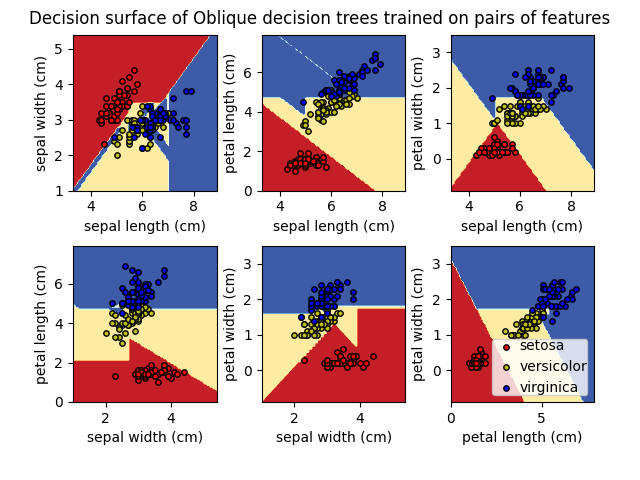 Decision surface of Oblique decision trees trained on pairs of features
sepal width (cm)
5
4
3
2
1
4 6 8
sepal length (cm)
petal length (cm)
6
4
2
0
4 6 8
sepal length (cm)
petal width (cm)
3
2
1
0
4 6 8
sepal length (cm)
petal length (cm)
6
4
2
0
2 4
sepal width (cm)
petal width (cm)
3
2
1
0
2 4
sepal width (cm)
petal width (cm)
3
2
1
0
0 5
petal length (cm)
setosa
versicolor
virginica